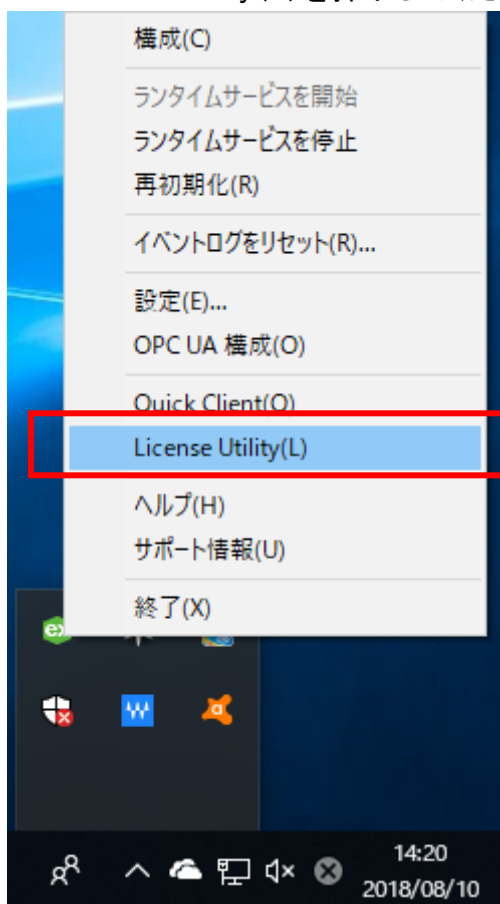 構成(C)
ランタイムサービスを開始
ランタイムサービスを停止
再初期化(R)
イベントログをリセット(R)...
設定(E)...
OPC UA 構成(O)
Quick Client(Q)
License Utility(L)
ヘルプ(H)
サポート情報(U)
終了(X)
ex
14:20
2018/08/10